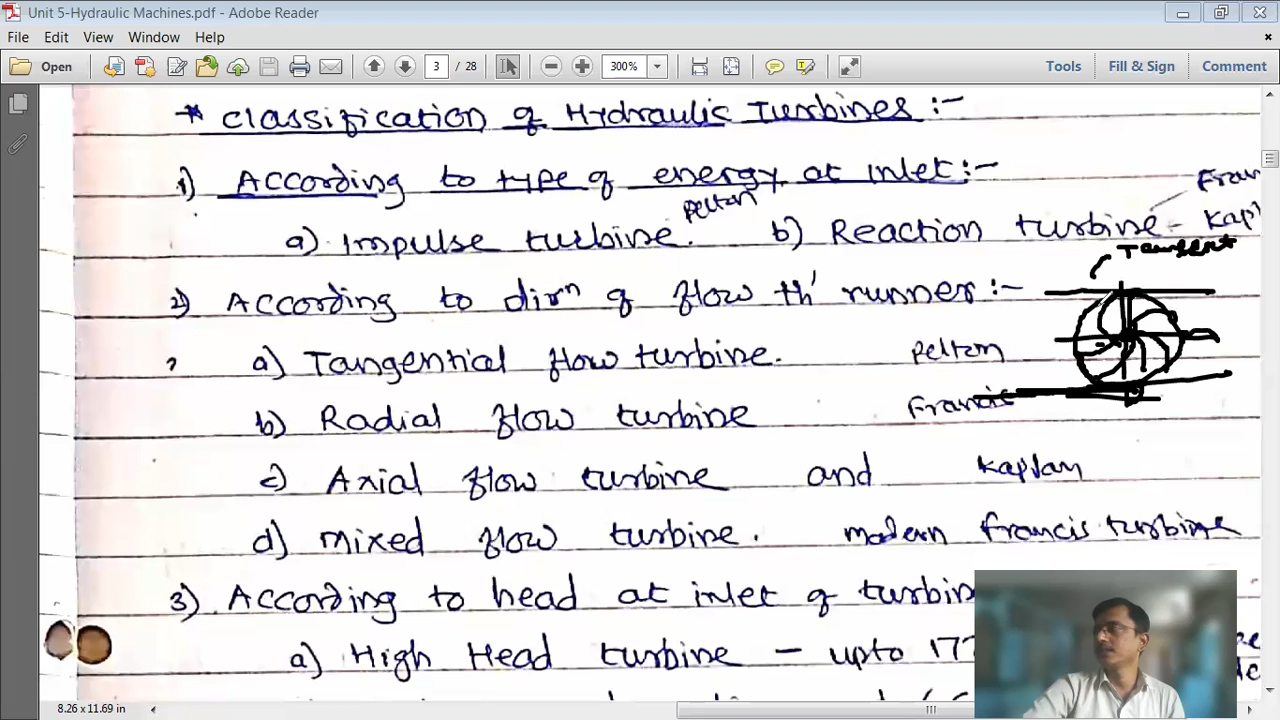 Unit 5-Hydraulic Machines.pdf - Adobe Reader
File Edit View Window Help
Open 3 / 28 300% Tools Fill & Sign Comment
* Classification of Hydraulic Turbines :-
1) According to type of energy at inlet :-
a) Impulse turbine. Pelton b) Reaction turbine - Fran Kapl
Tangent
2) According to dirn of flow th' runner :-
a) Tangential flow turbine. Pelton
b) Radial flow turbine Francis
c) Axial flow turbine and Kaplan
d) Mixed flow turbine. modern Francis turbine
3) According to head at inlet of turbin
a) High Head turbine - upto 177
8.26 x 11.69 in